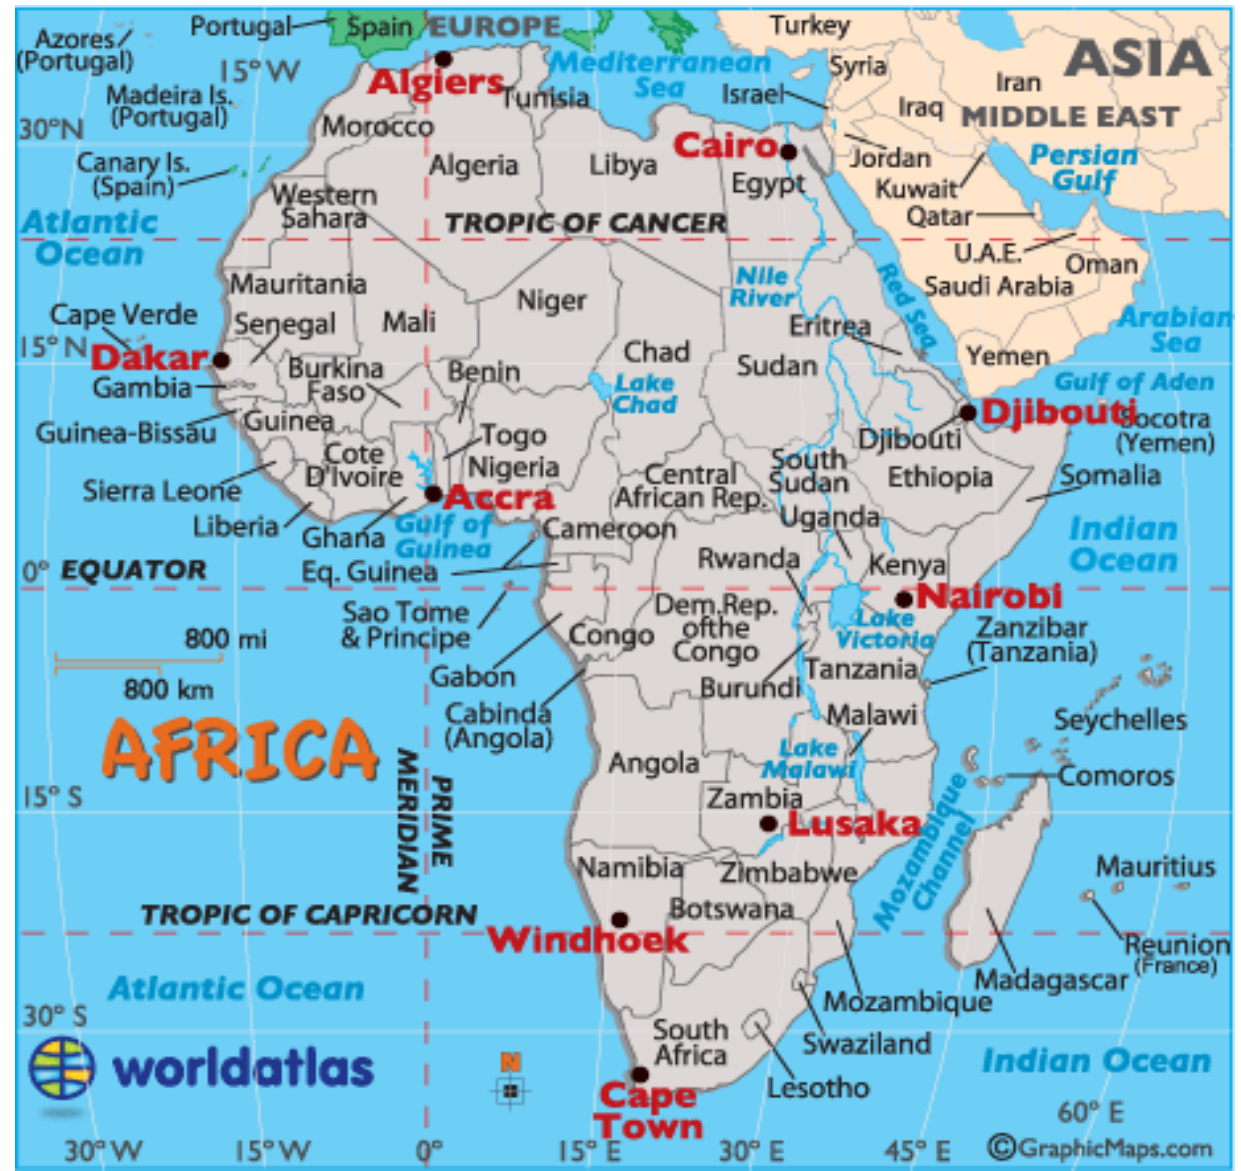 Portugal
Spain
EUROPE
Turkey
Azores
(Portugal)
15° W
Algiers
Mediterranean
Sea
Syria
ASIA
Iran
Madeira Is.
(Portugal)
Tunisia
Israel
Iraq
MIDDLE EAST
30°N
Morocco
Cairo
Jordan
Persian
Gulf
Canary Is.
(Spain)
Algeria
Libya
Egypt
Kuwait
Western
Sahara
Qatar
Atlantic
Ocean
TROPIC OF CANCER
U.A.E.
Oman
Mauritania
Nile
River
Red Sea
Saudi Arabia
Niger
Cape Verde
Senegal
Mali
Eritrea
Arabian
Sea
15° N
Dakar
Chad
Sudan
Yemen
Burkina
Faso
Benin
Lake
Chad
Gulf of Aden
Gambia
Djibouti
Socotra
(Yemen)
Guinea-Bissau
Guinea
Togo
Djibouti
Cote
D'Ivoire
Nigeria
Central
African Rep.
South
Sudan
Ethiopia
Somalia
Sierra Leone
Accra
Liberia
Ghana
Gulf of
Guinea
Cameroon
Uganda
Indian
Ocean
0° EQUATOR
Eq. Guinea
Rwanda
Kenya
Nairobi
Sao Tome
& Principe
Dem.Rep.
ofthe
Congo
Lake
Victoria
Zanzibar
(Tanzania)
800 mi
Congo
800 km
Gabon
Burundi
Tanzania
Cabinda
(Angola)
Malawi
Seychelles
AFRICA
Angola
Lake
Malawi
Comoros
PRIME
MERIDIAN
15° S
Zambia
Lusaka
Mozambique
Channel
Namibia
Zimbabwe
Mauritius
TROPIC OF CAPRICORN
Botswana
Windhoek
Reunion
(France)
Atlantic Ocean
Madagascar
Mozambique
30° S
South
Africa
Swaziland
Indian Ocean
worldatlas
N
Lesotho
Cape
Town
60° E
30° W
15° W
0°
15° E
30° E
45° E
©GraphicMaps.com